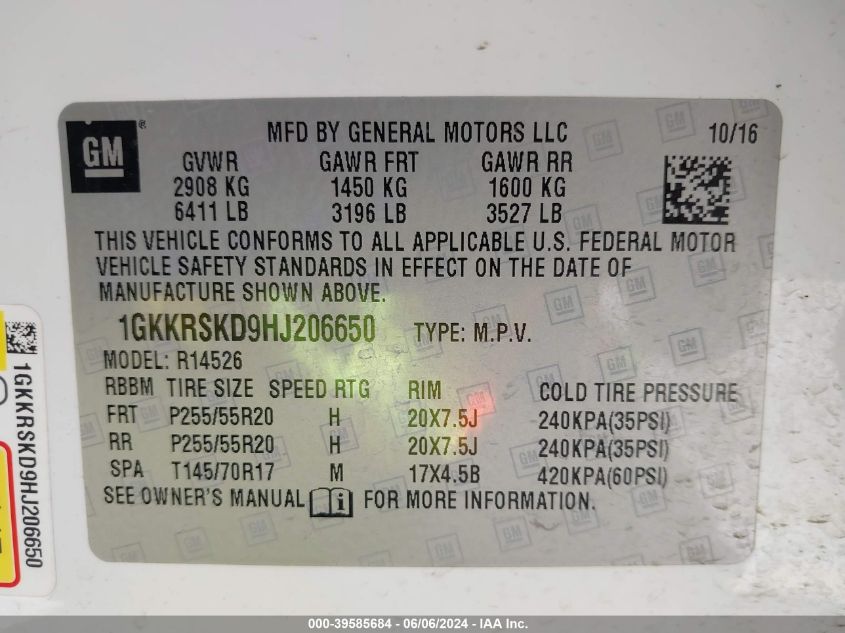 GM ® MFD BY GENERAL MOTORS LLC 10/16
GVWR GAWR FRT GAWR RR
2908 KG 1450 KG 1600 KG
6411 LB 3196 LB 3527 LB
THIS VEHICLE CONFORMS TO ALL APPLICABLE U.S. FEDERAL MOTOR
VEHICLE SAFETY STANDARDS IN EFFECT ON THE DATE OF
MANUFACTURE SHOWN ABOVE.
1GKKRSKD9HJ206650 TYPE: M.P.V.
MODEL: R14526
RBBM TIRE SIZE SPEED RTG RIM COLD TIRE PRESSURE
FRT P255/55R20 H 20X7.5J 240KPA(35PSI)
RR P255/55R20 H 20X7.5J 240KPA(35PSI)
SPA T145/70R17 M 17X4.5B 420KPA(60PSI)
SEE OWNER'S MANUAL i FOR MORE INFORMATION.
1GKKRSKD9HJ206650
000-39585684 / 06/06/2024 - IAA Inc.